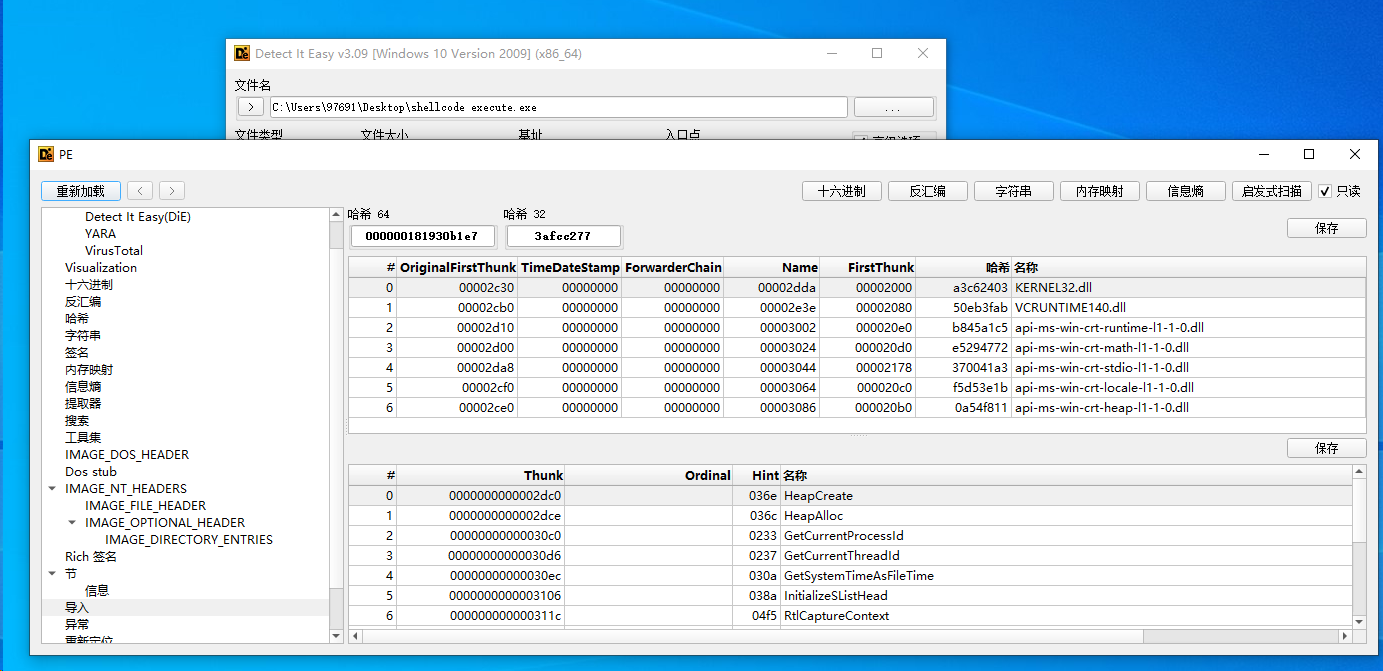 Detect It Easy v3.09 [Windows 10 Version 2009] (x86_64)
文件名
> C:\Users\97691\Desktop\shellcode execute.exe ...
文件类型 文件大小 基址 入口点 高级选项
PE
重新加载 < > 十六进制 反汇编 字符串 内存映射 信息熵 启发式扫描 只读
Detect It Easy(DiE)
YARA
VirusTotal
Visualization
十六进制
反汇编
哈希
字符串
签名
内存映射
信息熵
提取器
搜索
工具集
IMAGE_DOS_HEADER
Dos stub
IMAGE_NT_HEADERS
IMAGE_FILE_HEADER
IMAGE_OPTIONAL_HEADER
IMAGE_DIRECTORY_ENTRIES
Rich 签名
节
信息
导入
异常
重新定位
哈希 64 哈希 32
000000181930b1e7 3afcc277
保存
# OriginalFirstThunk TimeDateStamp ForwarderChain Name FirstThunk 哈希 名称
0 00002c30 00000000 00000000 00002dda 00002000 a3c62403 KERNEL32.dll
1 00002cb0 00000000 00000000 00002e3e 00002080 50eb3fab VCRUNTIME140.dll
2 00002d10 00000000 00000000 00003002 000020e0 b845a1c5 api-ms-win-crt-runtime-l1-1-0.dll
3 00002d00 00000000 00000000 00003024 000020d0 e5294772 api-ms-win-crt-math-l1-1-0.dll
4 00002da8 00000000 00000000 00003044 00002178 370041a3 api-ms-win-crt-stdio-l1-1-0.dll
5 00002cf0 00000000 00000000 00003064 000020c0 f5d53e1b api-ms-win-crt-locale-l1-1-0.dll
6 00002ce0 00000000 00000000 00003086 000020b0 0a54f811 api-ms-win-crt-heap-l1-1-0.dll
保存
# Thunk Ordinal Hint 名称
0 0000000000002dc0 036e HeapCreate
1 0000000000002dce 036c HeapAlloc
2 00000000000030c0 0233 GetCurrentProcessId
3 00000000000030d6 0237 GetCurrentThreadId
4 00000000000030ec 030a GetSystemTimeAsFileTime
5 0000000000003106 038a InitializeSListHead
6 000000000000311c 04f5 RtlCaptureContext